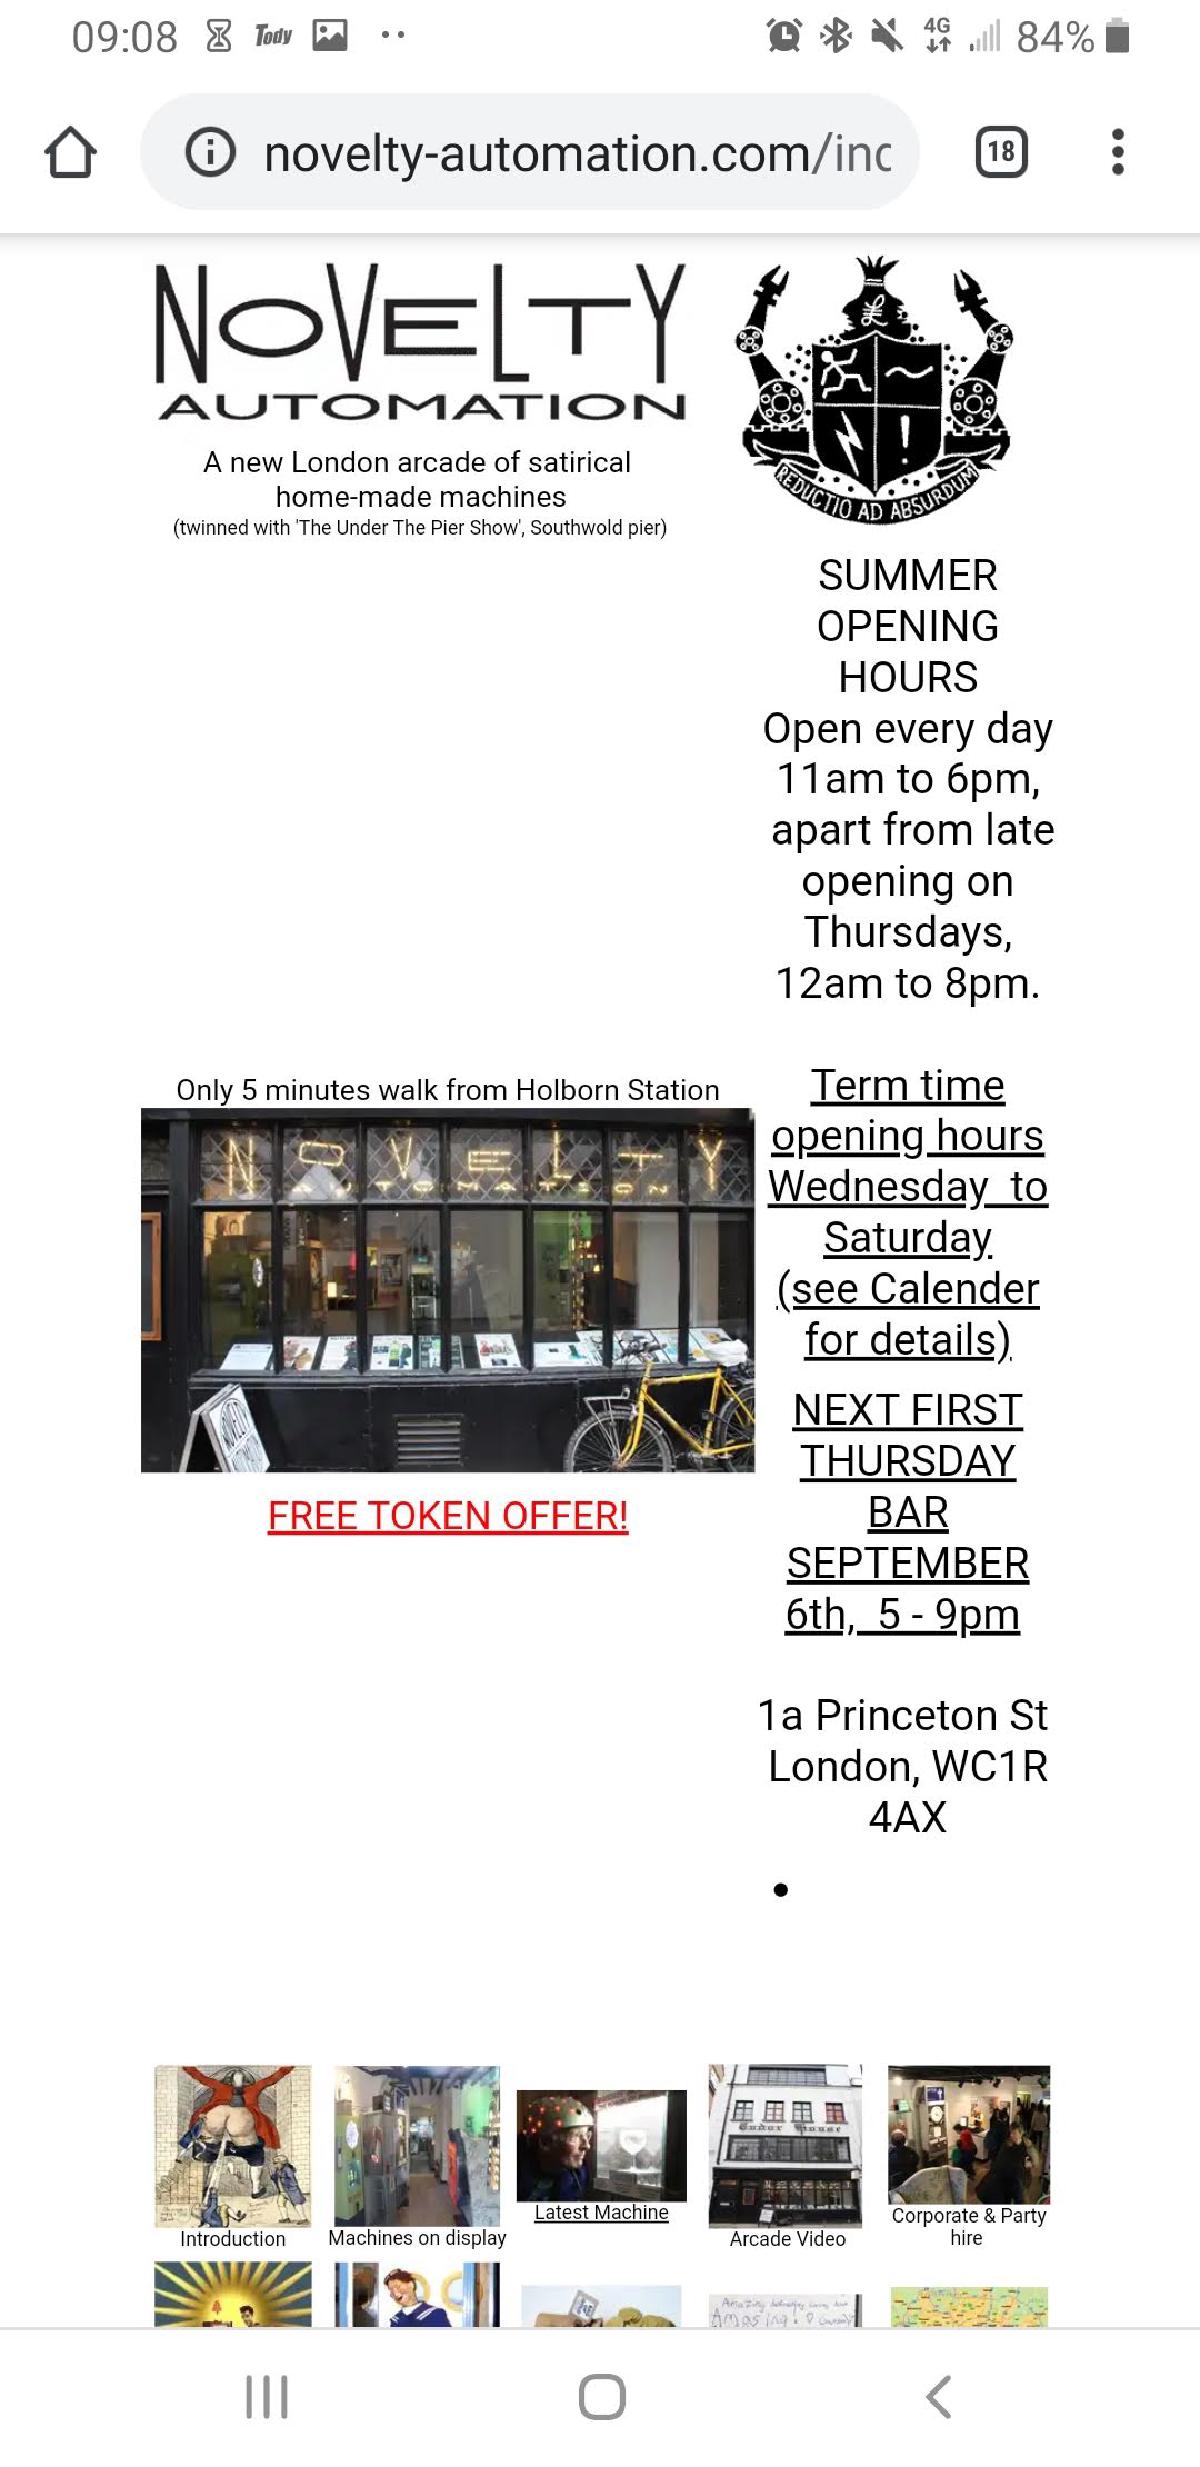 09:08
Tody
4G
84%
novelty-automation.com/inc
18
NOVELTY
AUTOMATION
A new London arcade of satirical
home-made machines
(twinned with 'The Under The Pier Show', Southwold pier)
REDUCTIO AD ABSURDUM
SUMMER
OPENING
HOURS
Open every day
11am to 6pm,
apart from late
opening on
Thursdays,
12am to 8pm.
Only 5 minutes walk from Holborn Station
NOVELTY
AUTOMATION
NOVELTY
FREE TOKEN OFFER!
Term time
opening hours
Wednesday to
Saturday
(see Calender
for details)
NEXT FIRST
THURSDAY
BAR
SEPTEMBER
6th, 5 - 9pm
1a Princeton St
London, WC1R
4AX
Introduction
Machines on display
Latest Machine
Arcade Video
Corporate & Party
hire